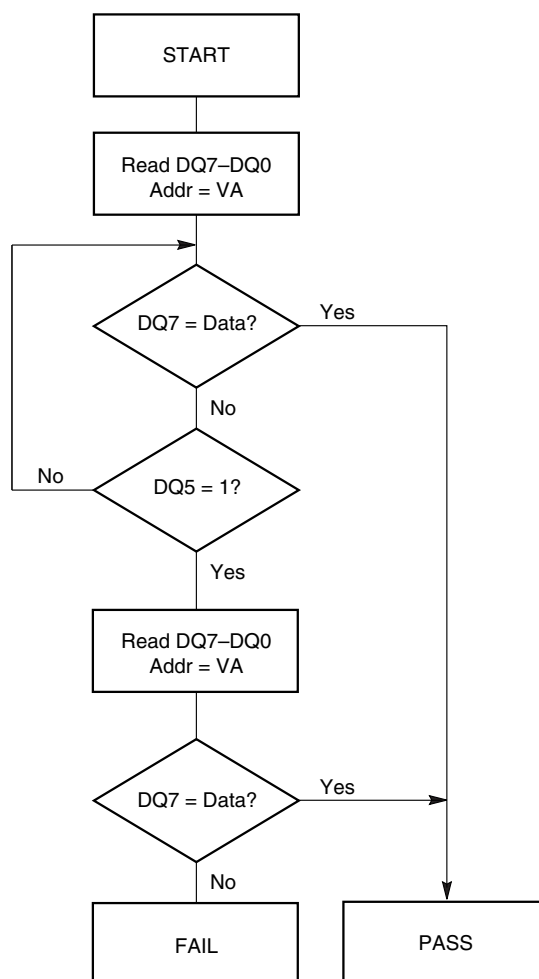 START
Read DQ7–DQ0
Addr = VA
DQ7 = Data?
Yes
No
No
DQ5 = 1?
Yes
Read DQ7–DQ0
Addr = VA
DQ7 = Data?
Yes
No
FAIL
PASS